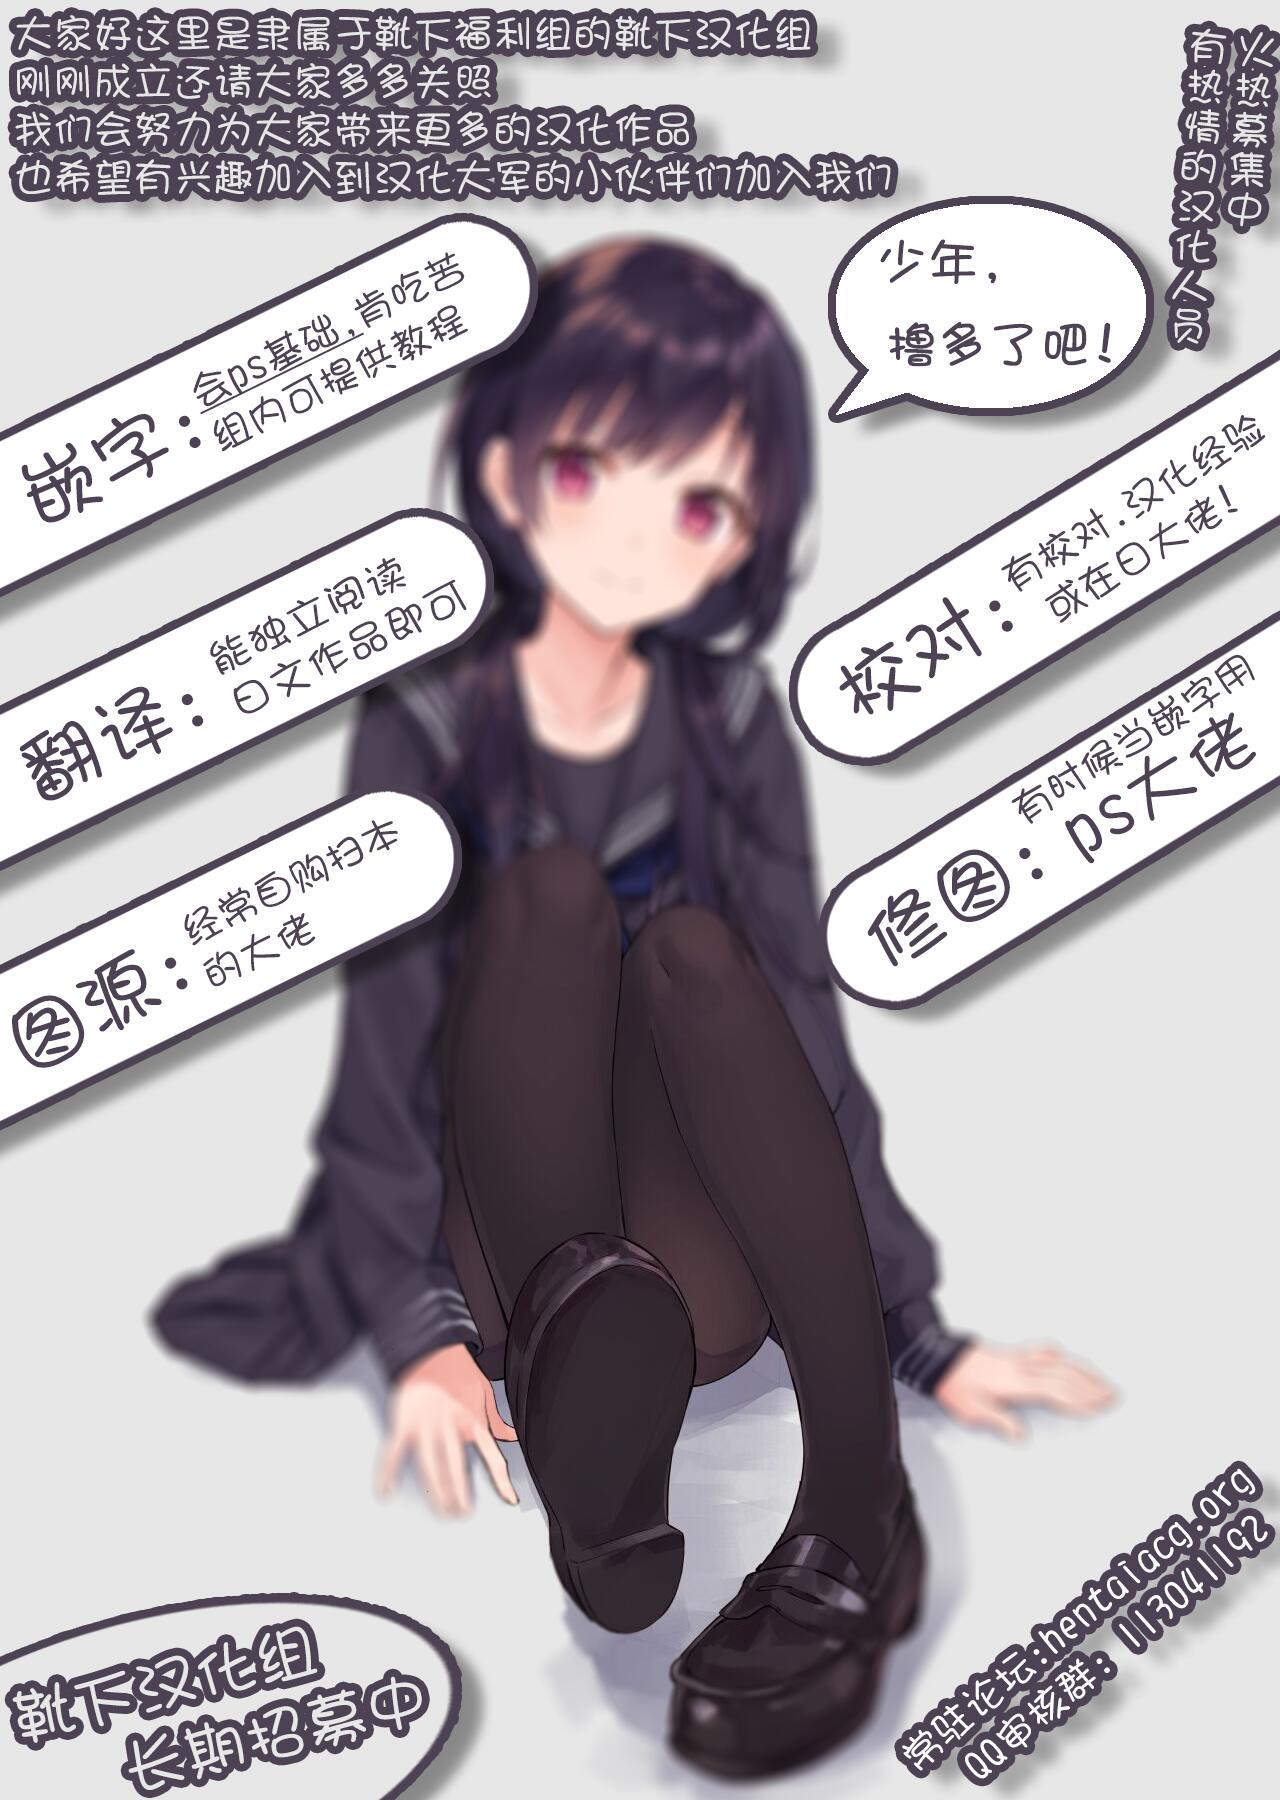 大家好这里是隶属于靴下福利组的靴下汉化组
刚刚成立还请大家多多关照
我们会努力为大家带来更多的汉化作品
也希望有兴趣加入到汉化大军的小伙伴们加入我们
火热募集中
有热情的汉化人员
少年,
撸多了吧!
嵌字:
会ps基础,肯吃苦
组内可提供教程
翻译:
能独立阅读
日文作品即可
图源:
经常自购扫本
的大佬
校对:
有校对.汉化经验
或在日大佬!
修图:
有时候当嵌字用
ps大佬
靴下汉化组
长期招募中
常驻论坛:hentaiacg.org
QQ审核群: 113041192